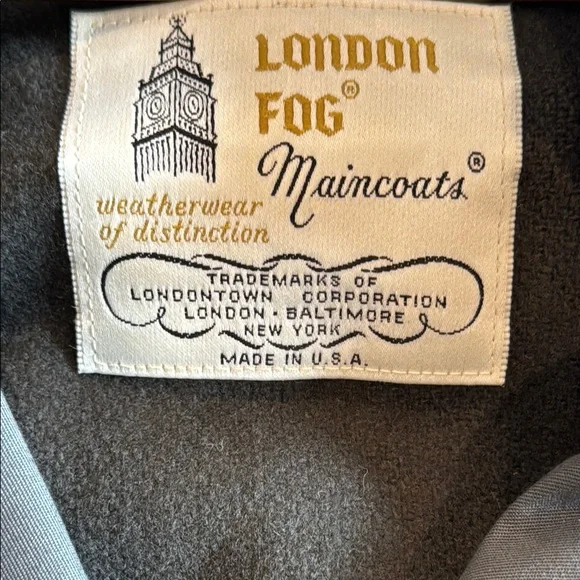 LONDON
FOG®
Maincoats®
weatherwear
of distinction
TRADEMARKS OF
LONDONTOWN CORPORATION
LONDON - BALTIMORE
NEW YORK
MADE IN U.S.A.